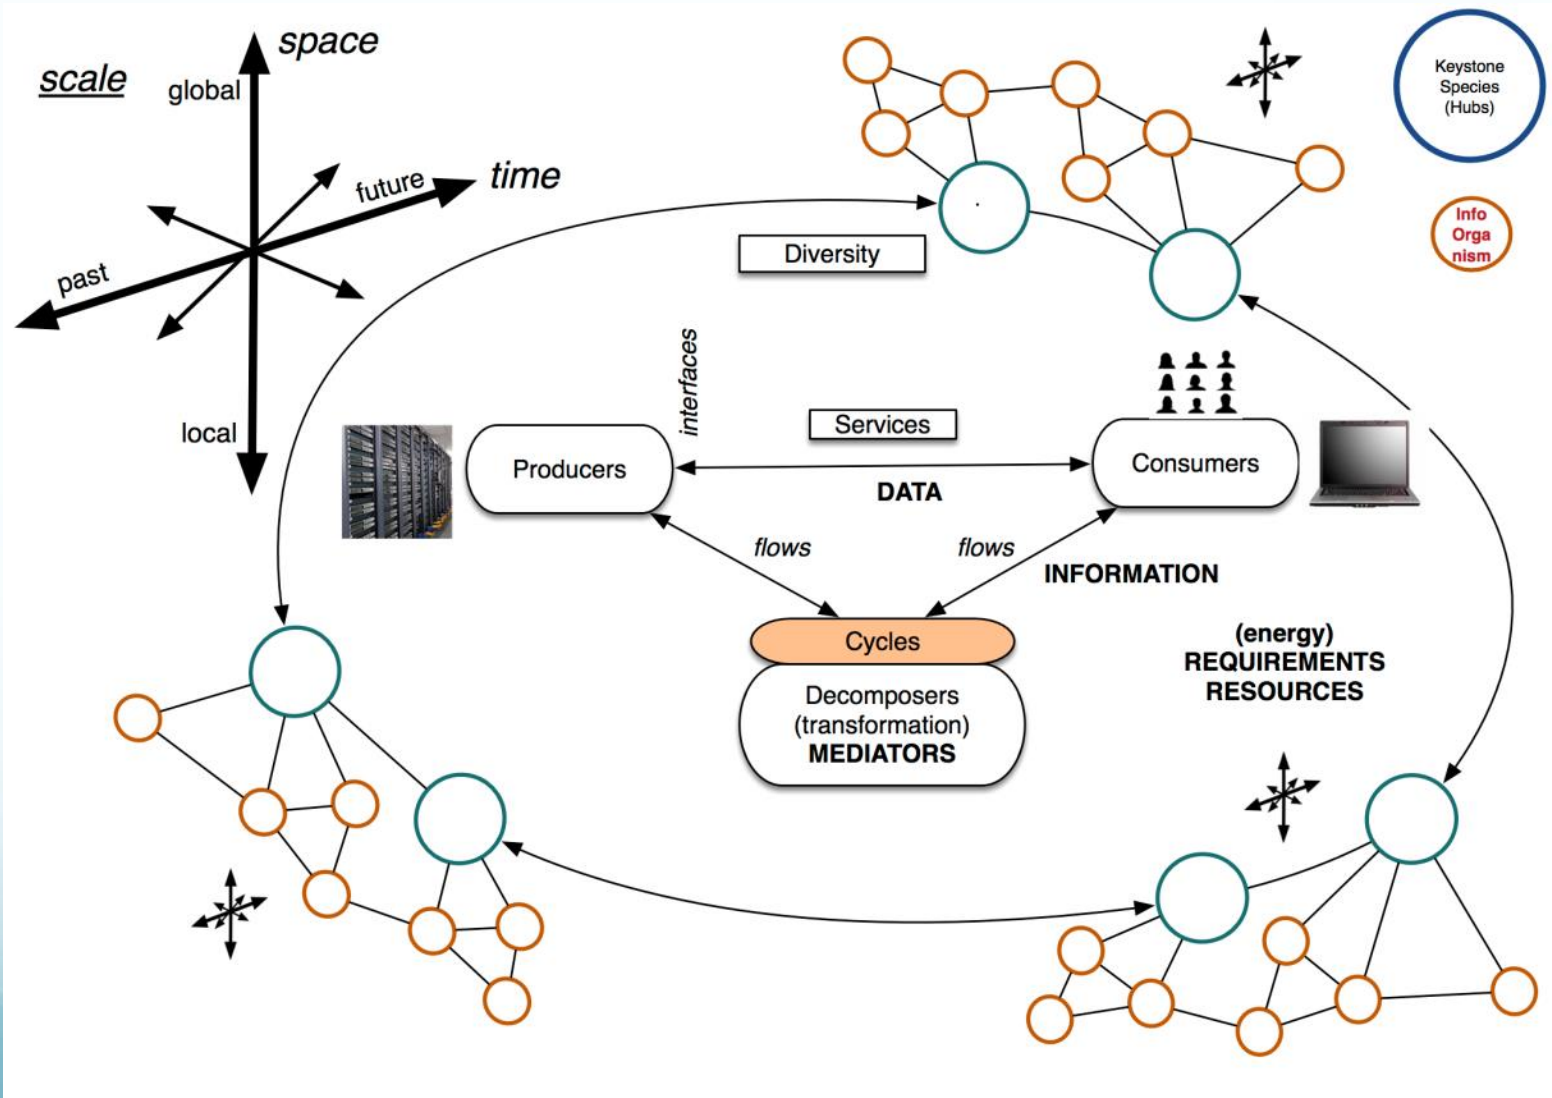 space
scale
global
future
time
past
local
Keystone
Species
(Hubs)
Info
Orga
nism
Diversity
interfaces
Services
Producers
Consumers
DATA
flows
flows
INFORMATION
Cycles
Decomposers
(transformation)
MEDIATORS
(energy)
REQUIREMENTS
RESOURCES